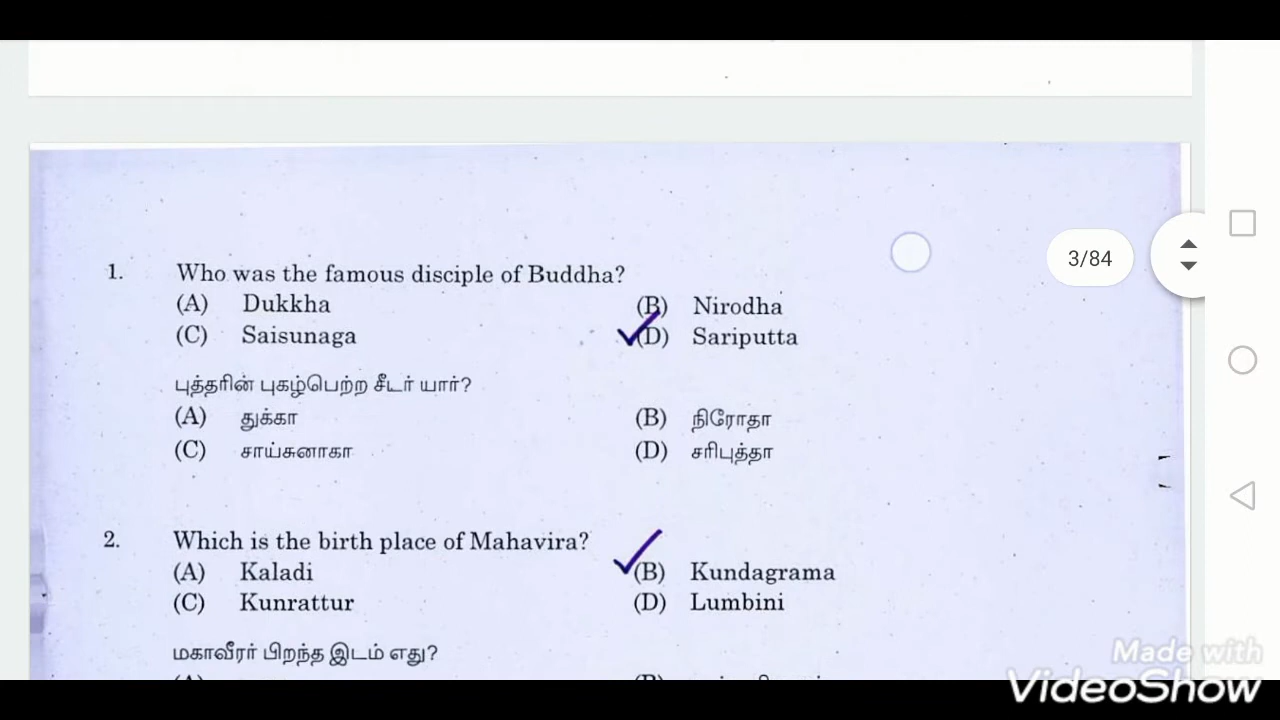 3/84
1. Who was the famous disciple of Buddha?
(A) Dukkha (B) Nirodha
(C) Saisunaga (D) Sariputta
புத்தரின் புகழ்பெற்ற சீடர் யார்?
(A) துக்கா (B) நிரோதா
(C) சாய்சுனாகா (D) சரிபுத்தா
2. Which is the birth place of Mahavira?
(A) Kaladi (B) Kundagrama
(C) Kunrattur (D) Lumbini
மகாவீரர் பிறந்த இடம் எது?
Made with
VideoShow